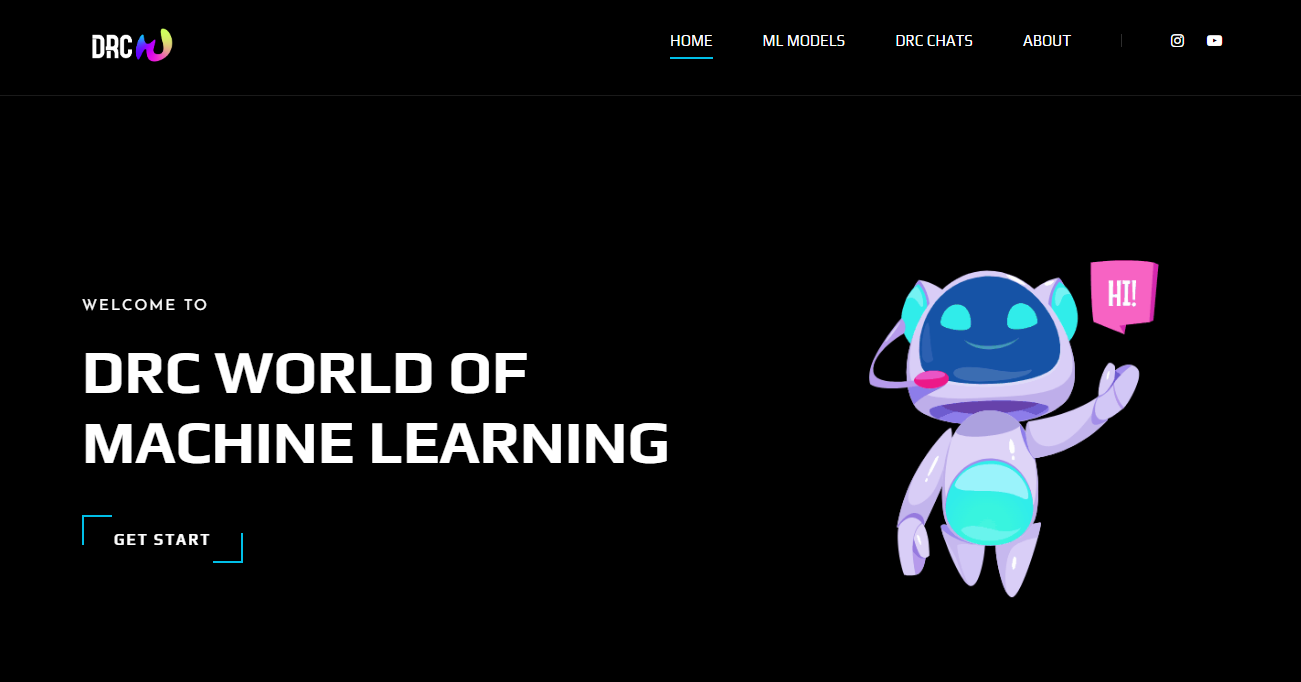 DRC
HOME
ML MODELS
DRC CHATS
ABOUT
HI!
WELCOME TO
DRC WORLD OF
MACHINE LEARNING
GET START